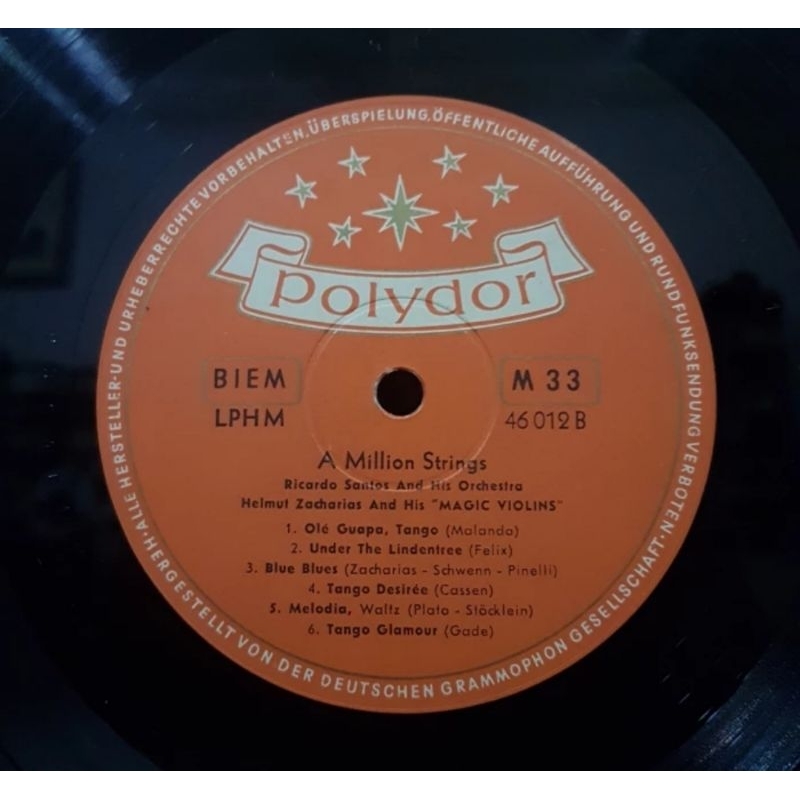 ALLE HERSTELLER- UND URHEBERRECHTE VORBEHALTEN, ÜBERSPIELUNG, ÖFFENTLICHE AUFFÜHRUNG UND RUNDFUNKSENDUNG VERBOTEN
polydor
BIEM M 33
LPHM 46 012 B
A Million Strings
Ricardo Santos And His Orchestra
Helmut Zacharias And His "MAGIC VIOLINS"
1. Olé Guapa, Tango (Malando)
2. Under The Lindentree (Felix)
3. Blue Blues (Zacharias - Schwenn - Pinelli)
4. Tango Desirée (Cassen)
5. Melodia, Waltz (Plato - Stöcklein)
6. Tango Glamour (Gade)
· HERGESTELLT VON DER DEUTSCHEN GRAMMOPHON GESELLSCHAFT ·